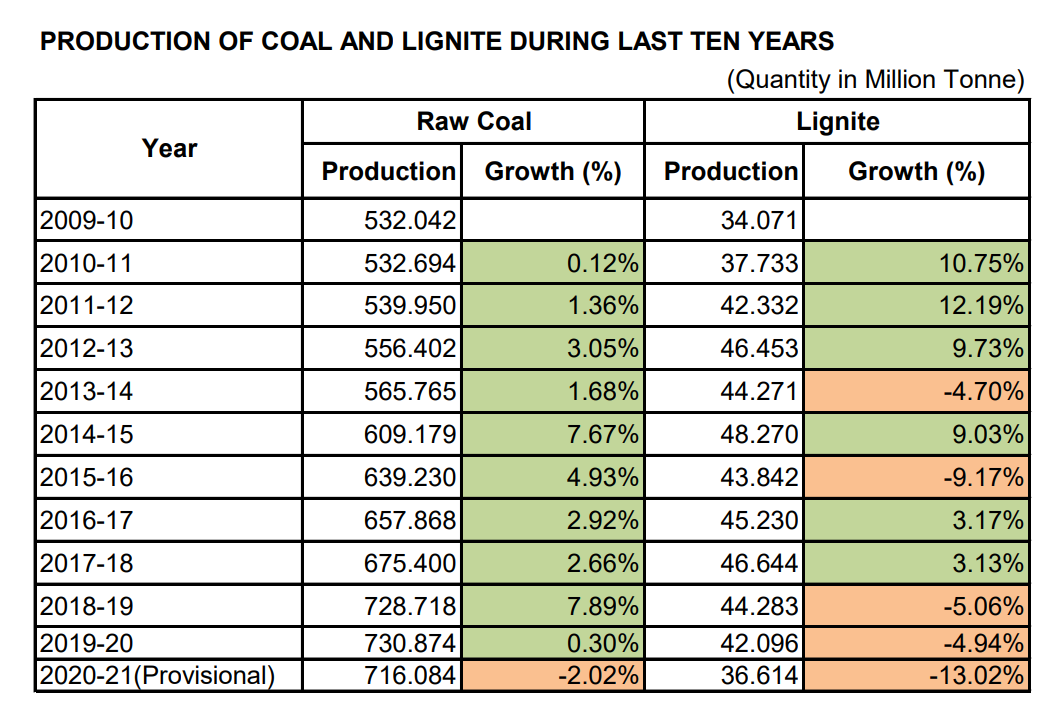 PRODUCTION OF COAL AND LIGNITE DURING LAST TEN YEARS
(Quantity in Million Tonne)
Year Raw Coal Lignite
Production Growth (%) Production Growth (%)
2009-10 532.042 34.071
2010-11 532.694 0.12% 37.733 10.75%
2011-12 539.950 1.36% 42.332 12.19%
2012-13 556.402 3.05% 46.453 9.73%
2013-14 565.765 1.68% 44.271 -4.70%
2014-15 609.179 7.67% 48.270 9.03%
2015-16 639.230 4.93% 43.842 -9.17%
2016-17 657.868 2.92% 45.230 3.17%
2017-18 675.400 2.66% 46.644 3.13%
2018-19 728.718 7.89% 44.283 -5.06%
2019-20 730.874 0.30% 42.096 -4.94%
2020-21(Provisional) 716.084 -2.02% 36.614 -13.02%